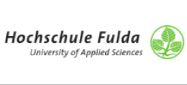 Hochschule Fulda
University of Applied Sciences